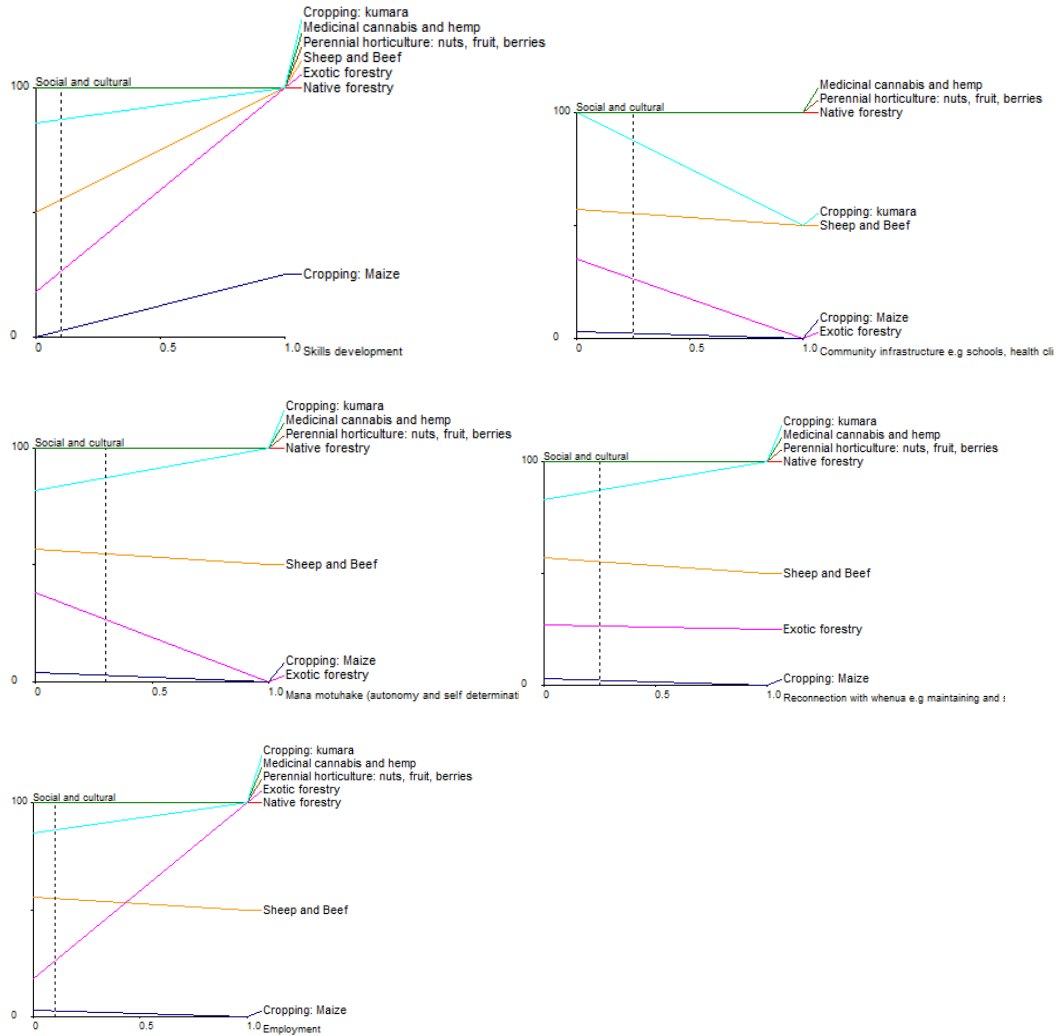 Cropping: kumara
Medicinal cannabis and hemp
Perennial horticulture: nuts, fruit, berries
Sheep and Beef
Exotic forestry
Native forestry
Social and cultural
100
Cropping: Maize
0
0
0.5
1.0
Skills development
Medicinal cannabis and hemp
Perennial horticulture: nuts, fruit, berries
Native forestry
Social and cultural
100
Cropping: kumara
Sheep and Beef
Cropping: Maize
Exotic forestry
0
0
0.5
1.0
Community infrastructure e.g schools, health cli
Cropping: kumara
Medicinal cannabis and hemp
Perennial horticulture: nuts, fruit, berries
Native forestry
Social and cultural
100
Sheep and Beef
Cropping: Maize
Exotic forestry
0
0
0.5
1.0
Mana motuhake (autonomy and self determinati
Cropping: kumara
Medicinal cannabis and hemp
Perennial horticulture: nuts, fruit, berries
Native forestry
Social and cultural
100
Sheep and Beef
Exotic forestry
Cropping: Maize
0
0
0.5
1.0
Reconnection with whenua e.g maintaining and
Cropping: kumara
Medicinal cannabis and hemp
Perennial horticulture: nuts, fruit, berries
Exotic forestry
Native forestry
Social and cultural
100
Sheep and Beef
Cropping: Maize
0
0
0.5
1.0
Employment